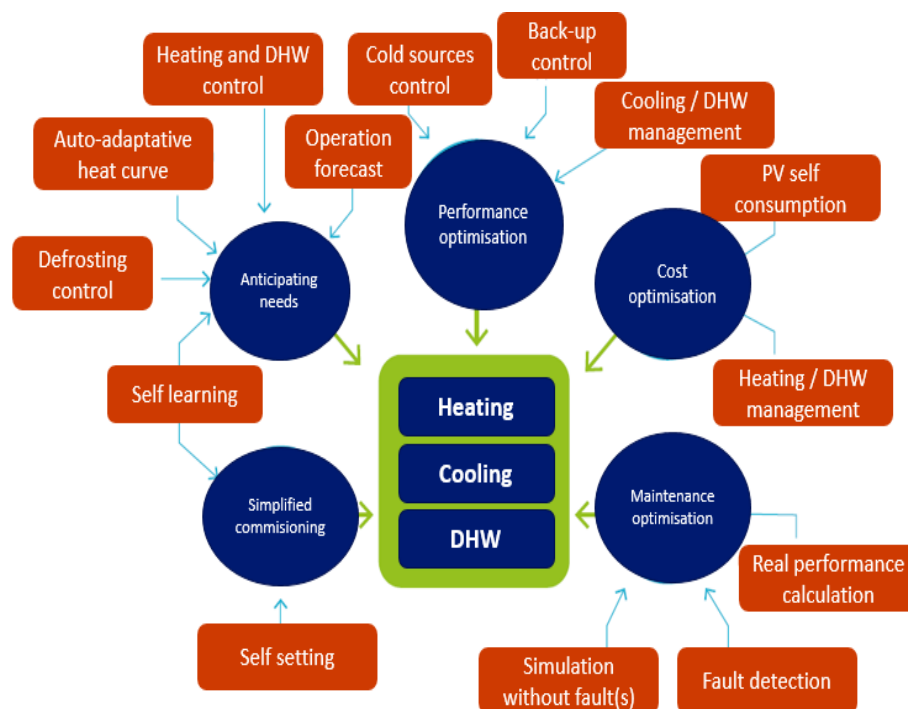 Heating and DHW
control
Cold sources
control
Back-up
control
Cooling / DHW
management
Auto-adaptative
heat curve
Operation
forecast
PV self
consumption
Performance
optimisation
Defrosting
control
Anticipating
needs
Cost
optimisation
Self learning
Heating
Heating / DHW
management
Cooling
Simplified
commisioning
Maintenance
optimisation
DHW
Real performance
calculation
Self setting
Simulation
without fault(s)
Fault detection